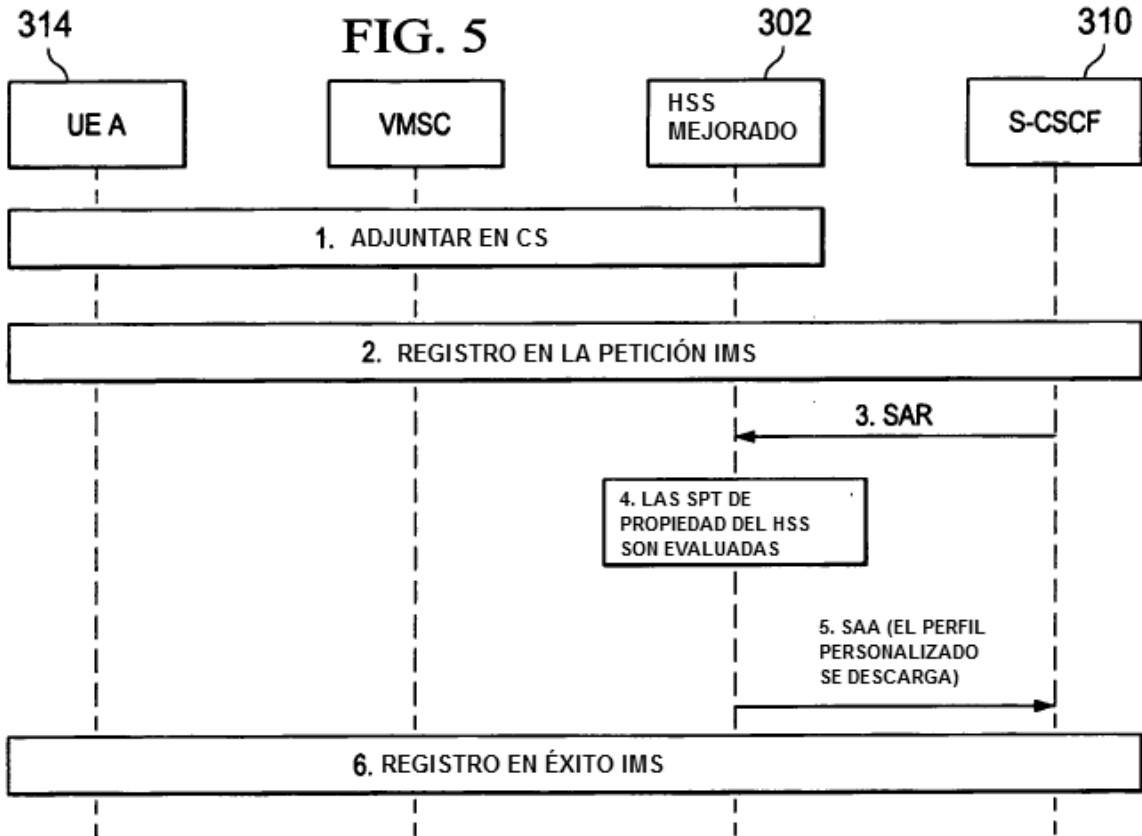 314
FIG. 5
302
310
UE A
VMSC
HSS
MEJORADO
S-CSCF
1. ADJUNTAR EN CS
2. REGISTRO EN LA PETICIÓN IMS
3. SAR
4. LAS SPT DE
PROPIEDAD DEL HSS
SON EVALUADAS
5. SAA (EL PERFIL
PERSONALIZADO
SE DESCARGA)
6. REGISTRO EN ÉXITO IMS